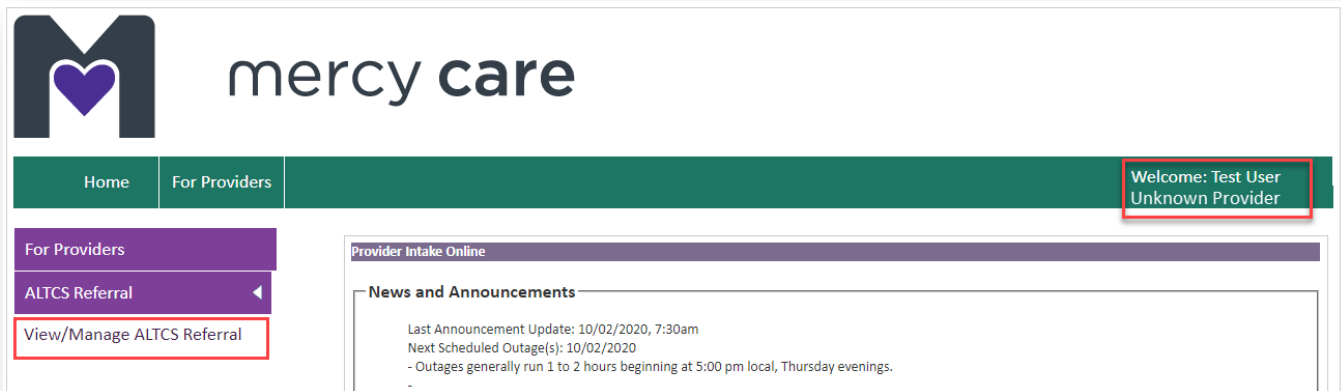 mercy care
Home
For Providers
Welcome: Test User
Unknown Provider
For Providers
ALTCS Referral
View/Manage ALTCS Referral
Provider Intake Online
News and Announcements
Last Announcement Update: 10/02/2020, 7:30am
Next Scheduled Outage(s): 10/02/2020
- Outages generally run 1 to 2 hours beginning at 5:00 pm local, Thursday evenings.
-